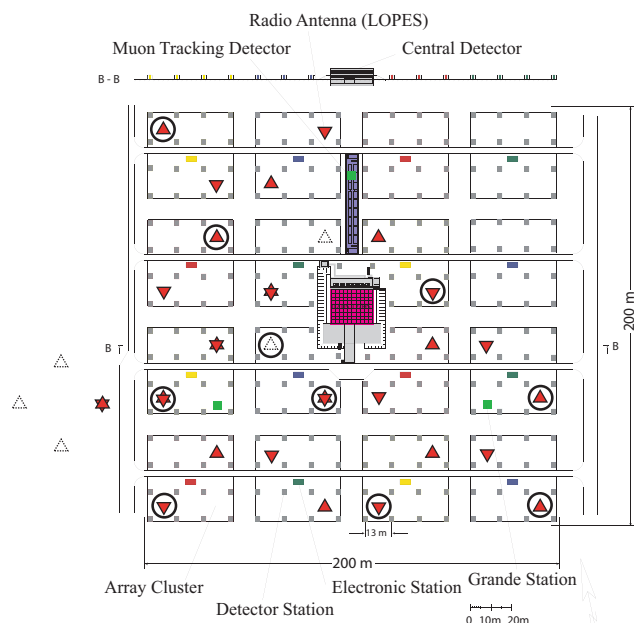 Radio Antenna (LOPES)
Muon Tracking Detector
Central Detector
B - B
200 m
B
B
13 m
200 m
Array Cluster
Electronic Station
Grande Station
Detector Station
0 10m 20m